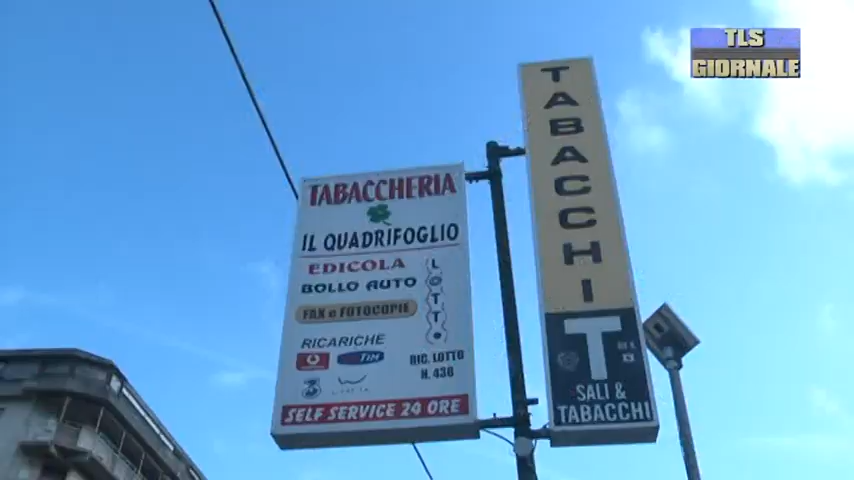 TLS
GIORNALE
TABACCHERIA
IL QUADRIFOGLIO
EDICOLA
BOLLO AUTO
FAX e FOTOCOPIE
LOTTO
RICARICHE
TIM
3
RIC. LOTTO
N. 436
SELF SERVICE 24 ORE
TABACCHI
T
SALI &
TABACCHI